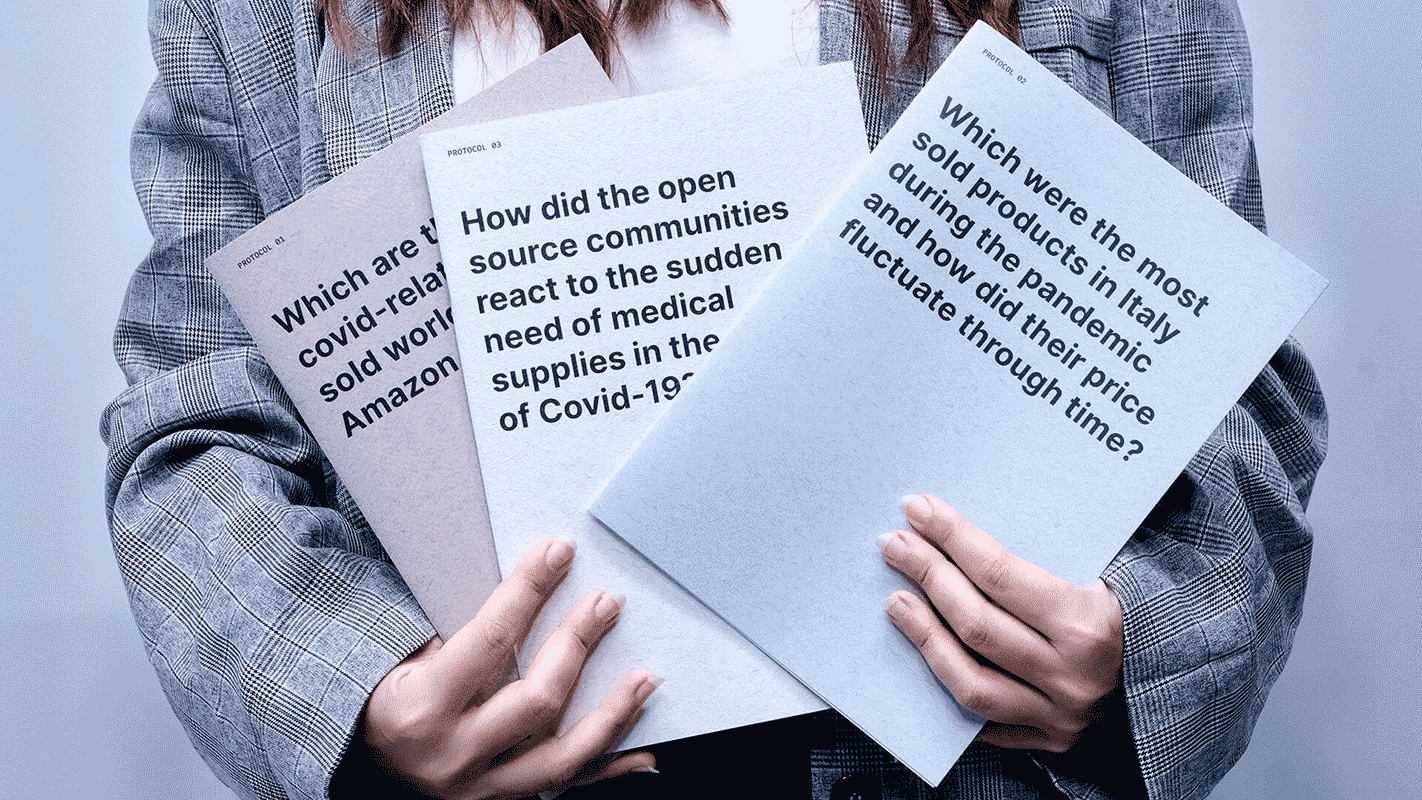 PROTOCOL 01
Which are
covid-relat
sold world
Amazon
PROTOCOL 03
How did the open
source communities
react to the sudden
need of medical
supplies in the
of Covid-19?
PROTOCOL 02
Which were the most
sold products in Italy
during the pandemic
and how did their price
fluctuate through time?